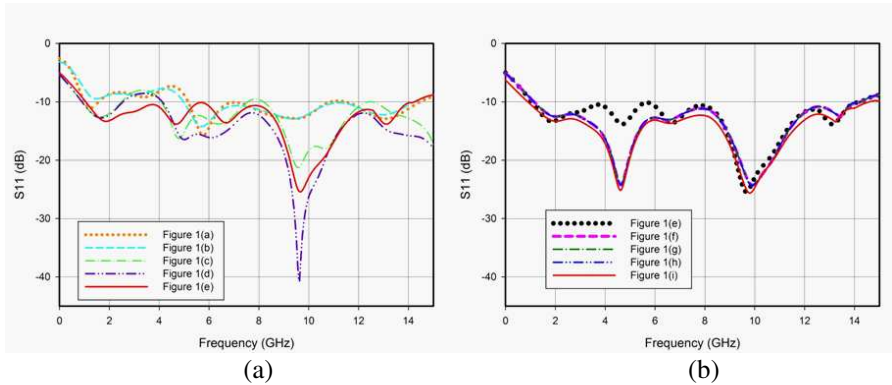 0
-10
-20
-30
-40
S11 (dB)
Figure 1(a)
Figure 1(b)
Figure 1(c)
Figure 1(d)
Figure 1(e)
0 2 4 6 8 10 12 14
Frequency (GHz)
(a)
0
-10
-20
-30
-40
S11 (dB)
Figure 1(e)
Figure 1(f)
Figure 1(g)
Figure 1(h)
Figure 1(i)
0 2 4 6 8 10 12 14
Frequency (GHz)
(b)